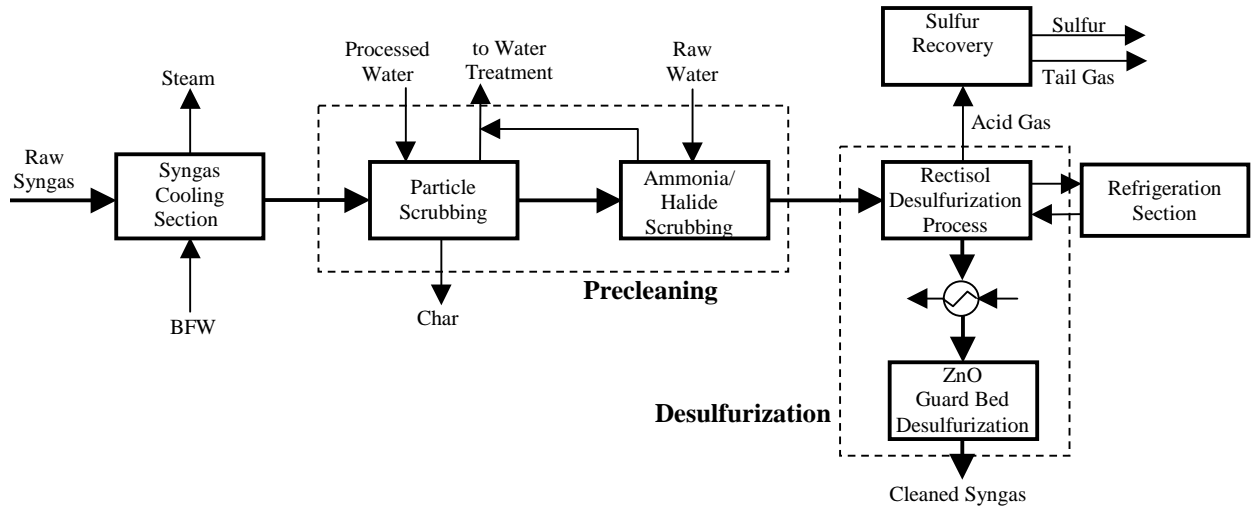 Sulfur
Recovery
Sulfur
Tail Gas
Processed
Water
to Water
Treatment
Raw
Water
Steam
Acid Gas
Raw
Syngas
Syngas
Cooling
Section
Particle
Scrubbing
Ammonia/
Halide
Scrubbing
Rectisol
Desulfurization
Process
Refrigeration
Section
Precleaning
Char
BFW
ZnO
Guard Bed
Desulfurization
Desulfurization
Cleaned Syngas